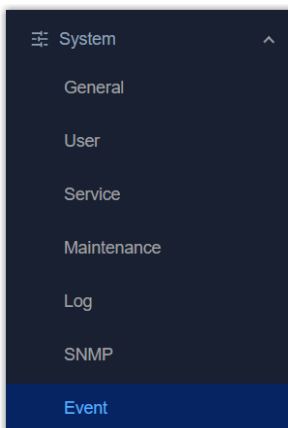 System
General
User
Service
Maintenance
Log
SNMP
Event